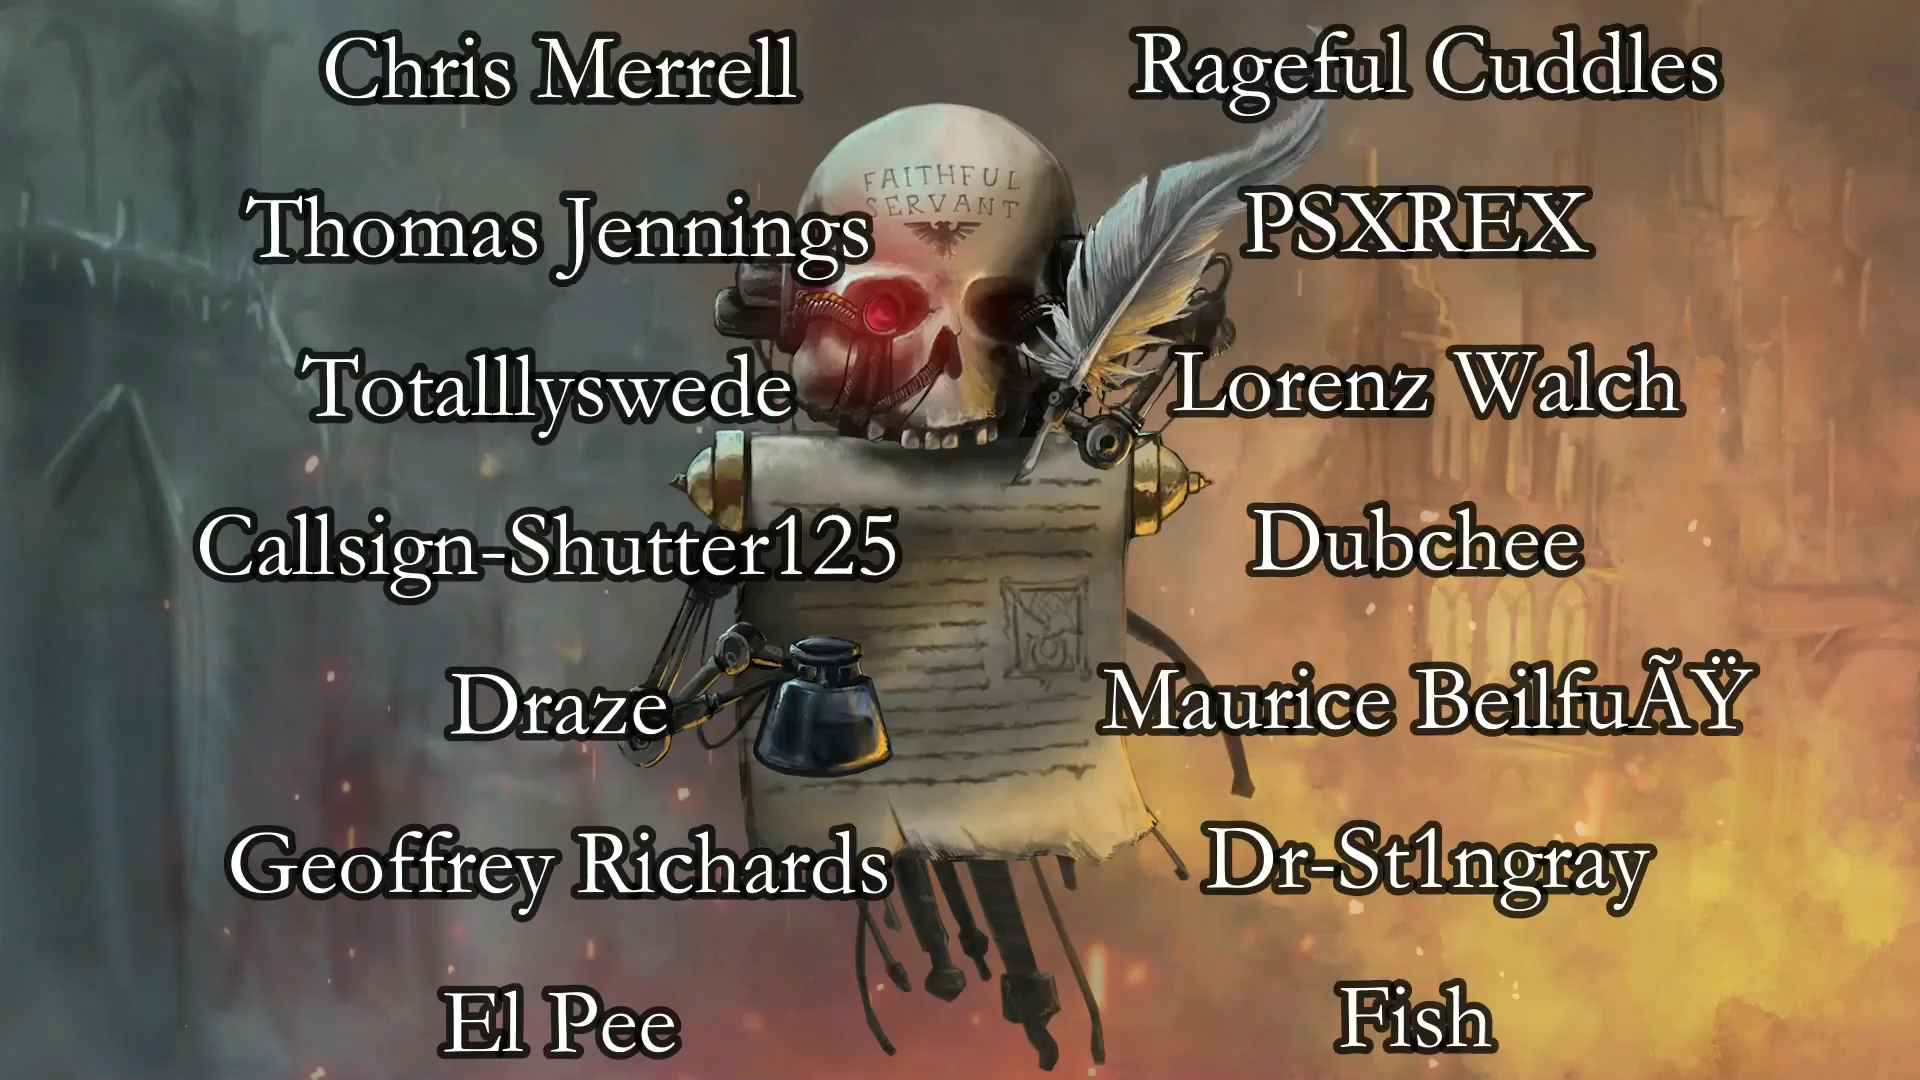 Chris Merrell
Thomas Jennings
Totalllyswede
Callsign-Shutter125
Draze
Geoffrey Richards
El Pee
FAITHFUL
SERVANT
Rageful Cuddles
PSXREX
Lorenz Walch
Dubchee
Maurice BeilfuÃŸ
Dr-St1ngray
Fish